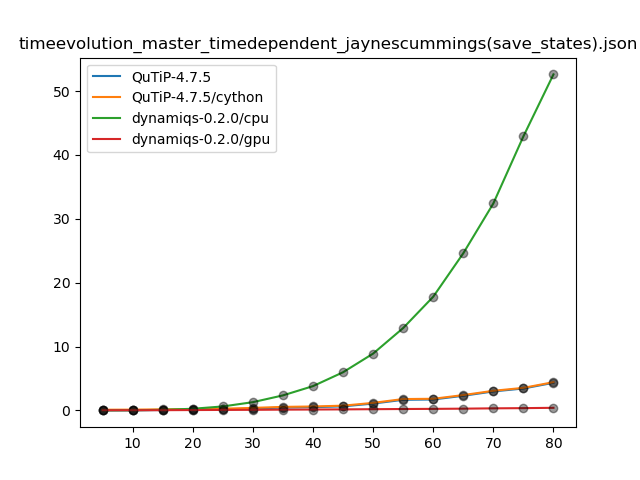 timeevolution_master_timedependent_jaynescummings(save_states).json
QuTiP-4.7.5
QuTiP-4.7.5/cython
dynamiqs-0.2.0/cpu
dynamiqs-0.2.0/gpu
50
40
30
20
10
0
10 20 30 40 50 60 70 80